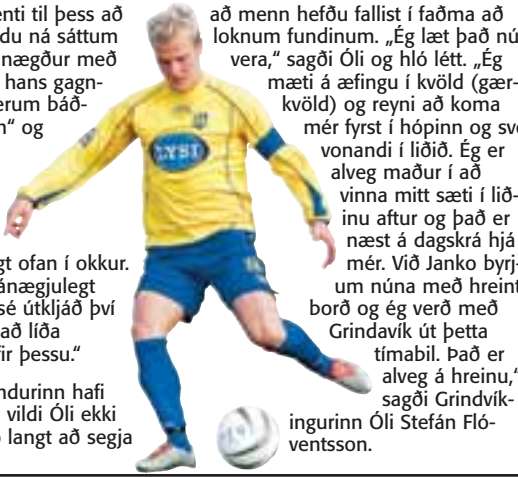 enti til þess að
du ná sáttum
nægður með
hans gagn-
erum báð-
n“ og
gt ofan í okkur.
ánægjulegt
sé útkljáð því
að líða
fir þessu.“
ndurinn hafi
vildi Óli ekki
langt að segja
að menn hefðu fallist í faðma að
loknum fundinum. „Ég læt það nú
vera,“ sagði Óli og hló létt. „Ég
mæti á æfingu í kvöld (gær-
kvöld) og reyni að koma
mér fyrst í hópinn og sv
vonandi í liðið. Ég er
alveg maður í að
vinna mitt sæti í lið-
inu aftur og það er
næst á dagskrá hjá
mér. Við Janko byrj-
um núna með hreint
borð og ég verð með
Grindavík út þetta
tímabil. Það er
alveg á hreinu,“
sagði Grindvík-
ingurinn Óli Stefán Fló-
ventsson.
LYSI